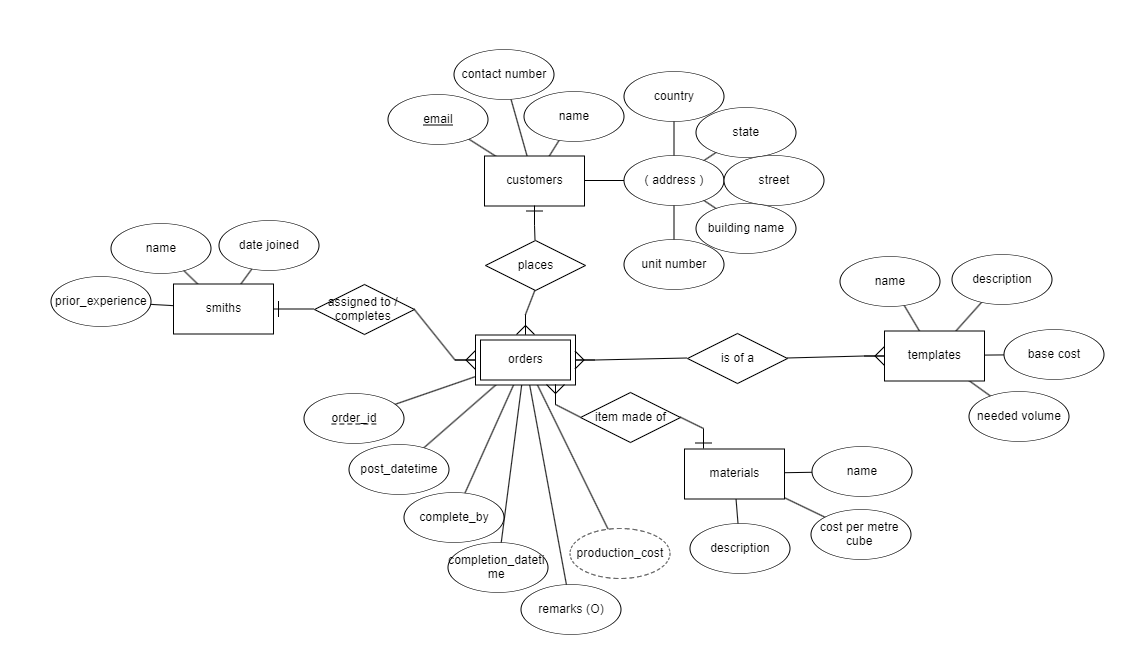 contact number
country
email
name
state
customers
( address )
street
building name
name
date joined
places
unit number
name
description
prior_experience
smiths
assigned to /
completes
orders
is of a
templates
base cost
order_id
item made of
needed volume
post_datetime
materials
name
complete_by
cost per metre
cube
completion_dateti
me
production_cost
description
remarks (O)